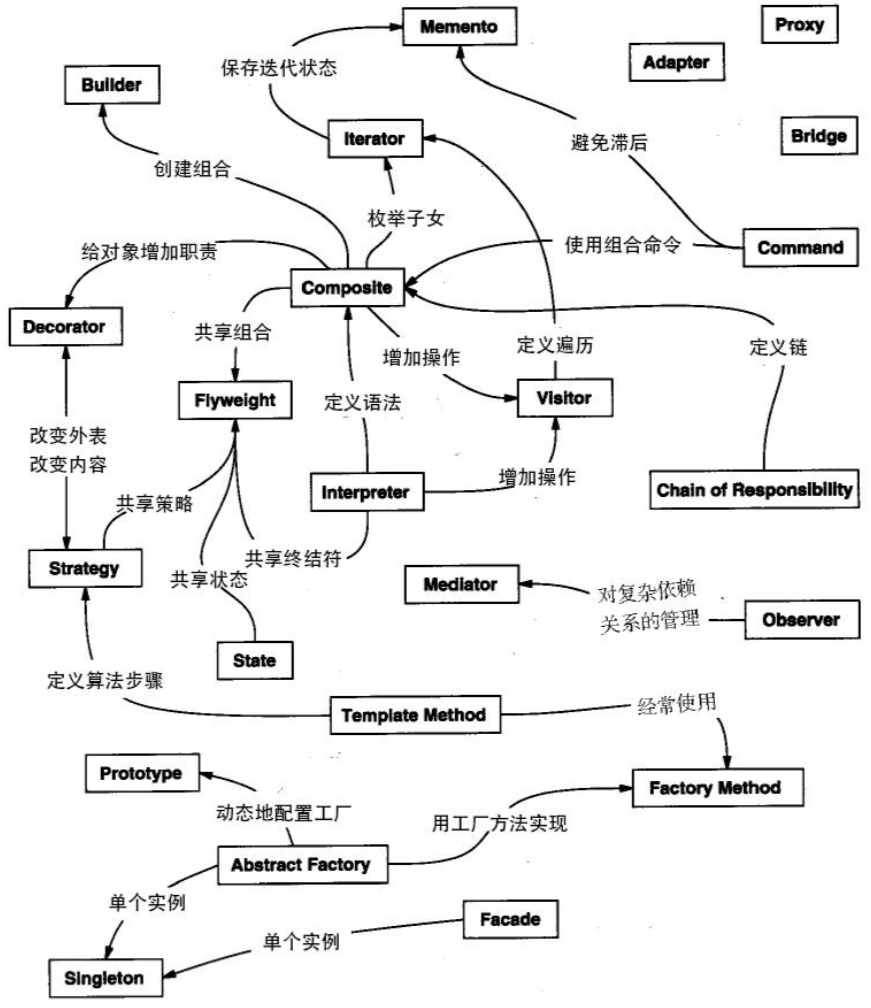 Memento
Proxy
Adapter
保存迭代状态
Builder
Iterator
避免滞后
Bridge
创建组合
枚举子女
给对象增加职责
使用组合命令
Command
Composite
Decorator
共享组合
增加操作
定义遍历
定义链
Flyweight
定义语法
Visitor
改变外表
改变内容
增加操作
Interpreter
Chain of Responsibility
共享策略
共享终结符
Strategy
共享状态
Mediator
对复杂依赖
关系的管理
Observer
State
定义算法步骤
Template Method
经常使用
Prototype
Factory Method
动态地配置工厂
用工厂方法实现
Abstract Factory
单个实例
Facade
单个实例
Singleton